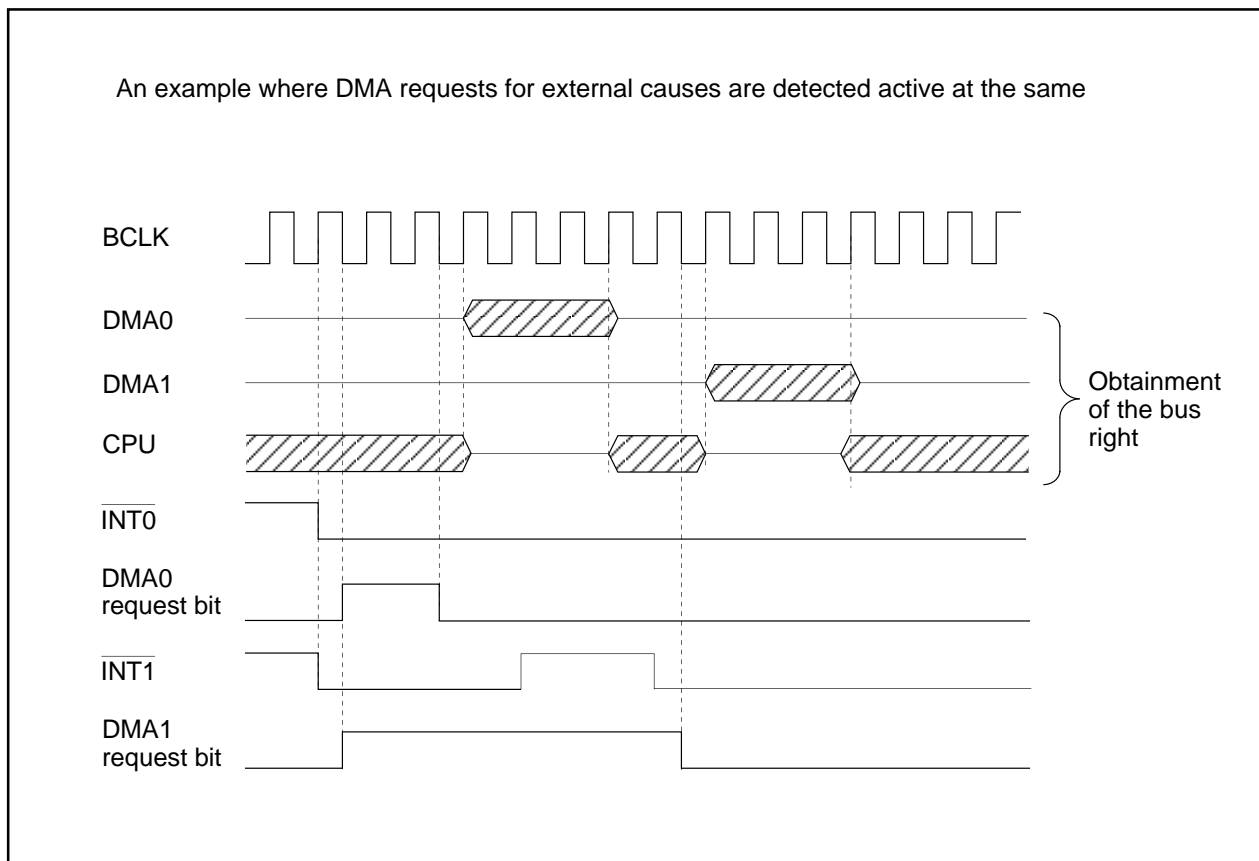 An example where DMA requests for external causes are detected active at the same
BCLK
DMA0
DMA1
CPU
Obtainment
of the bus
right
INT0
DMA0
request bit
INT1
DMA1
request bit